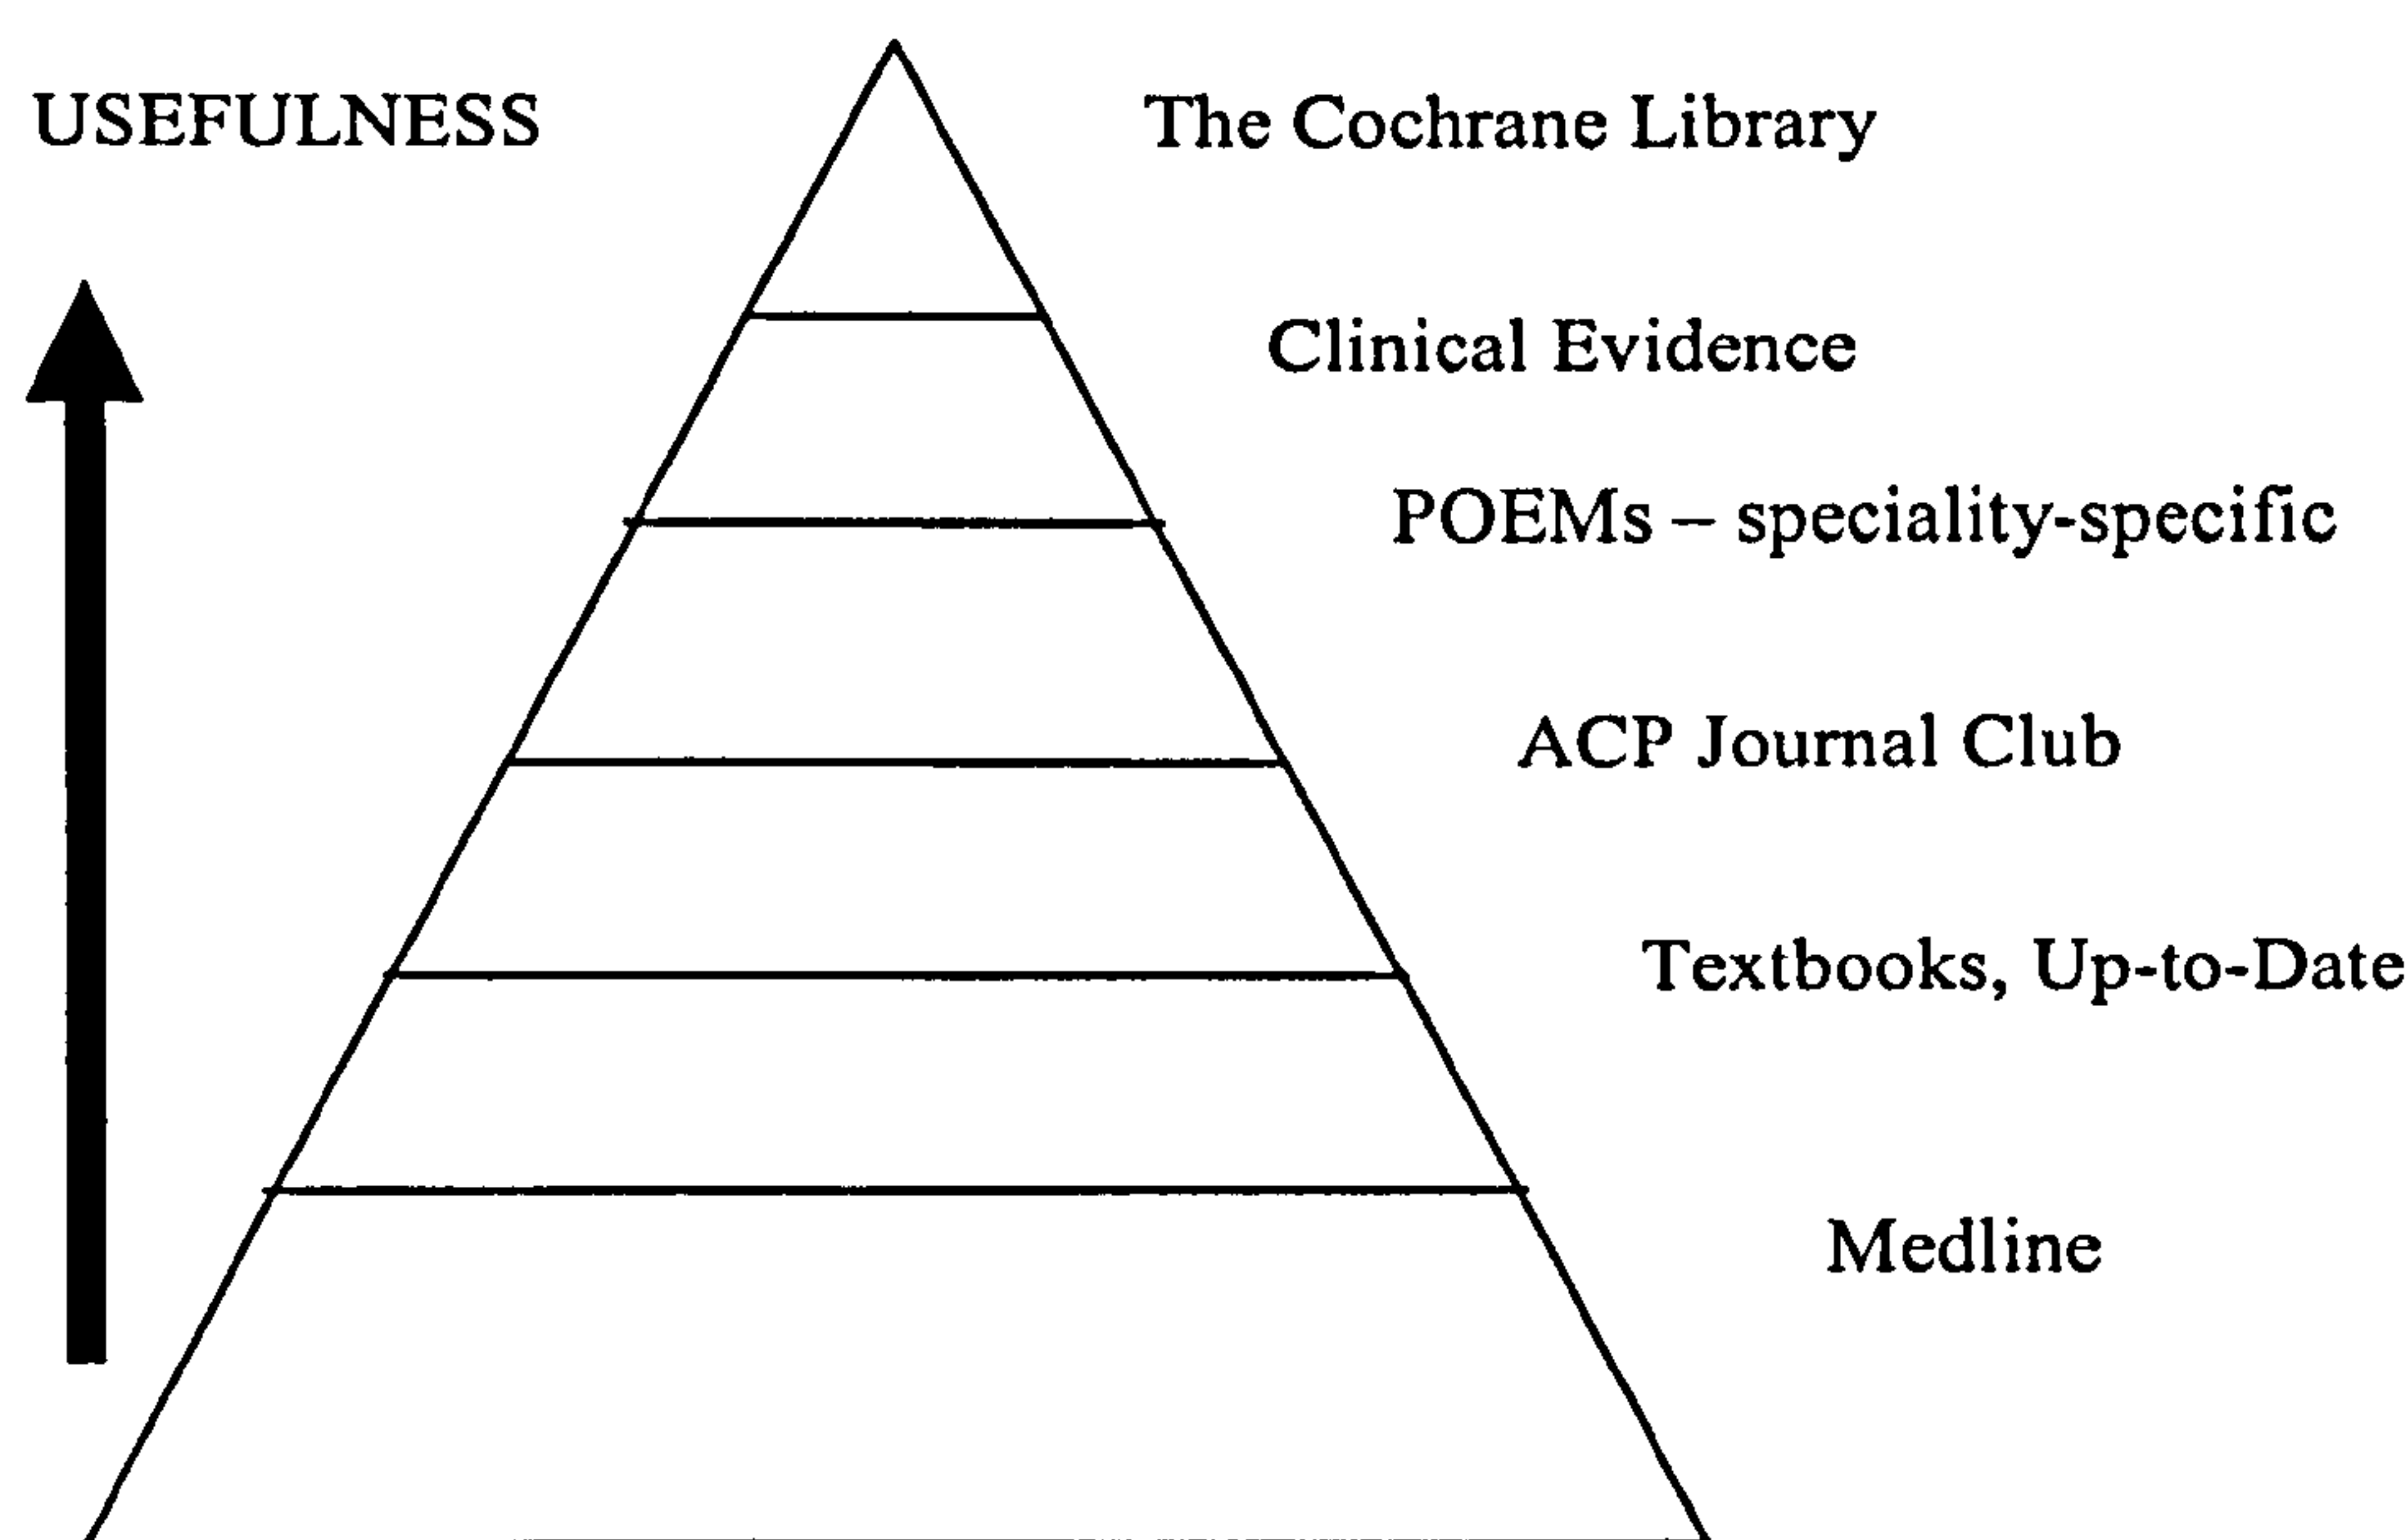 USEFULNESS
The Cochrane Library
Clinical Evidence
POEMs – speciality-specific
ACP Journal Club
Textbooks, Up-to-Date
Medline